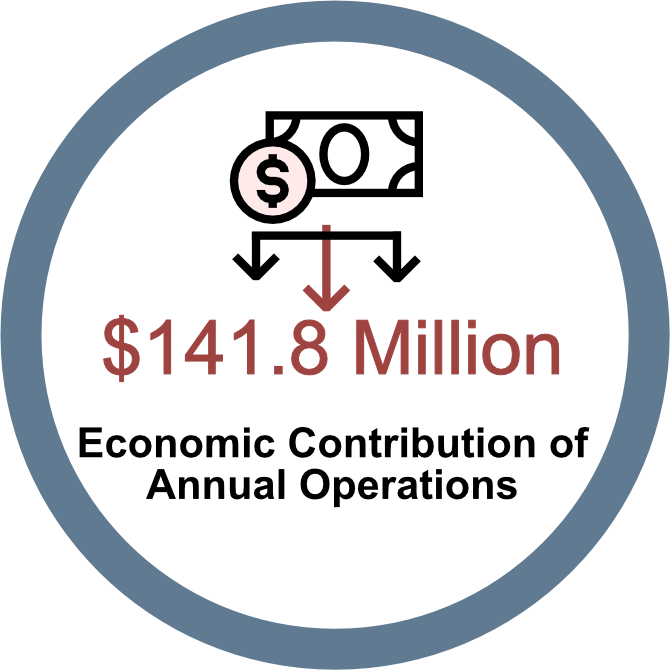 $
$141.8 Million
Economic Contribution of
Annual Operations